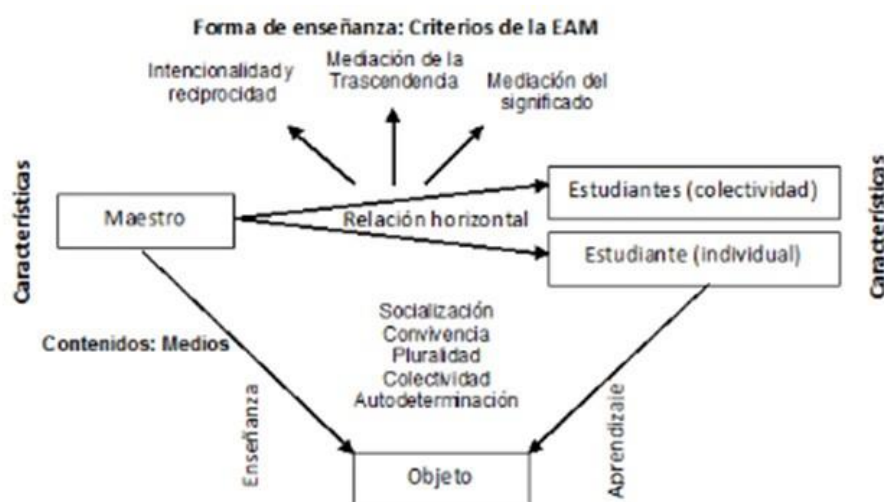 Forma de enseñanza: Criterios de la EAM
Intencionalidad y
reciprocidad
Mediación de la
Trascendencia
Mediación del
significado
Características
Maestro
Relación horizontal
Estudiantes (colectividad)
Estudiante (individual)
Características
Contenidos: Medios
Socialización
Convivencia
Pluralidad
Colectividad
Autodeterminación
Enseñanza
Aprendizaje
Objeto